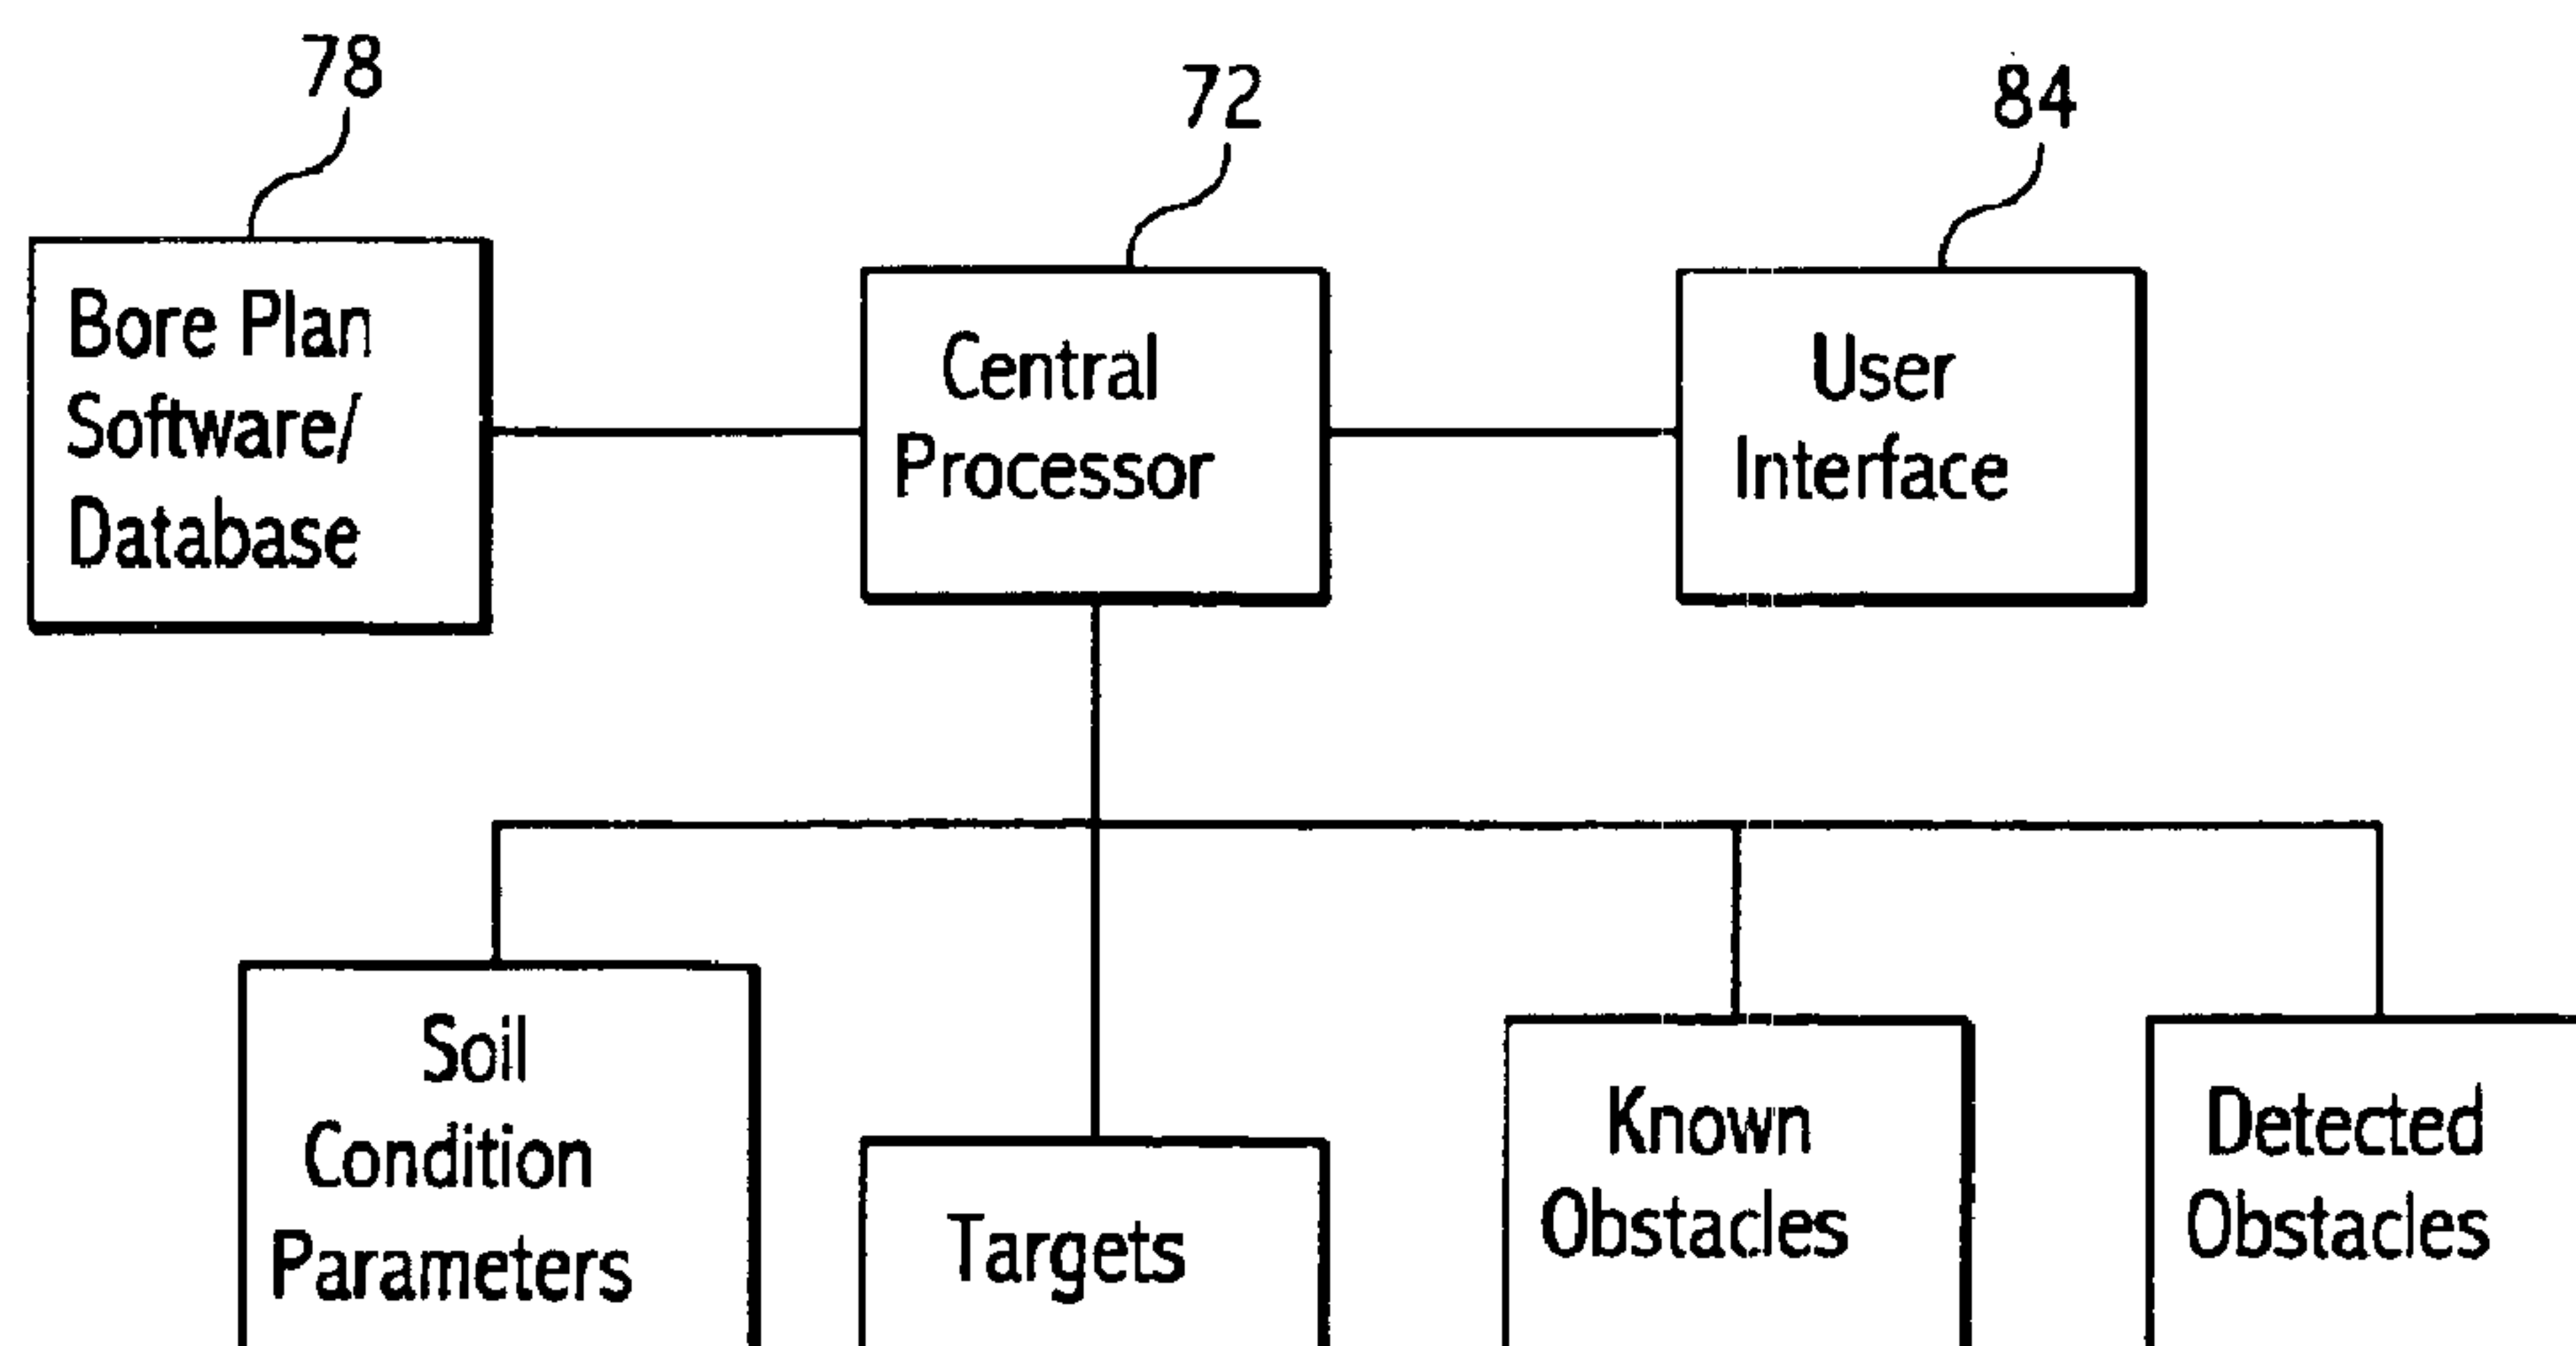 78
72
84
Bore Plan
Software/
Database
Central
Processor
User
Interface
Soil
Condition
Parameters
Targets
Known
Obstacles
Detected
Obstacles